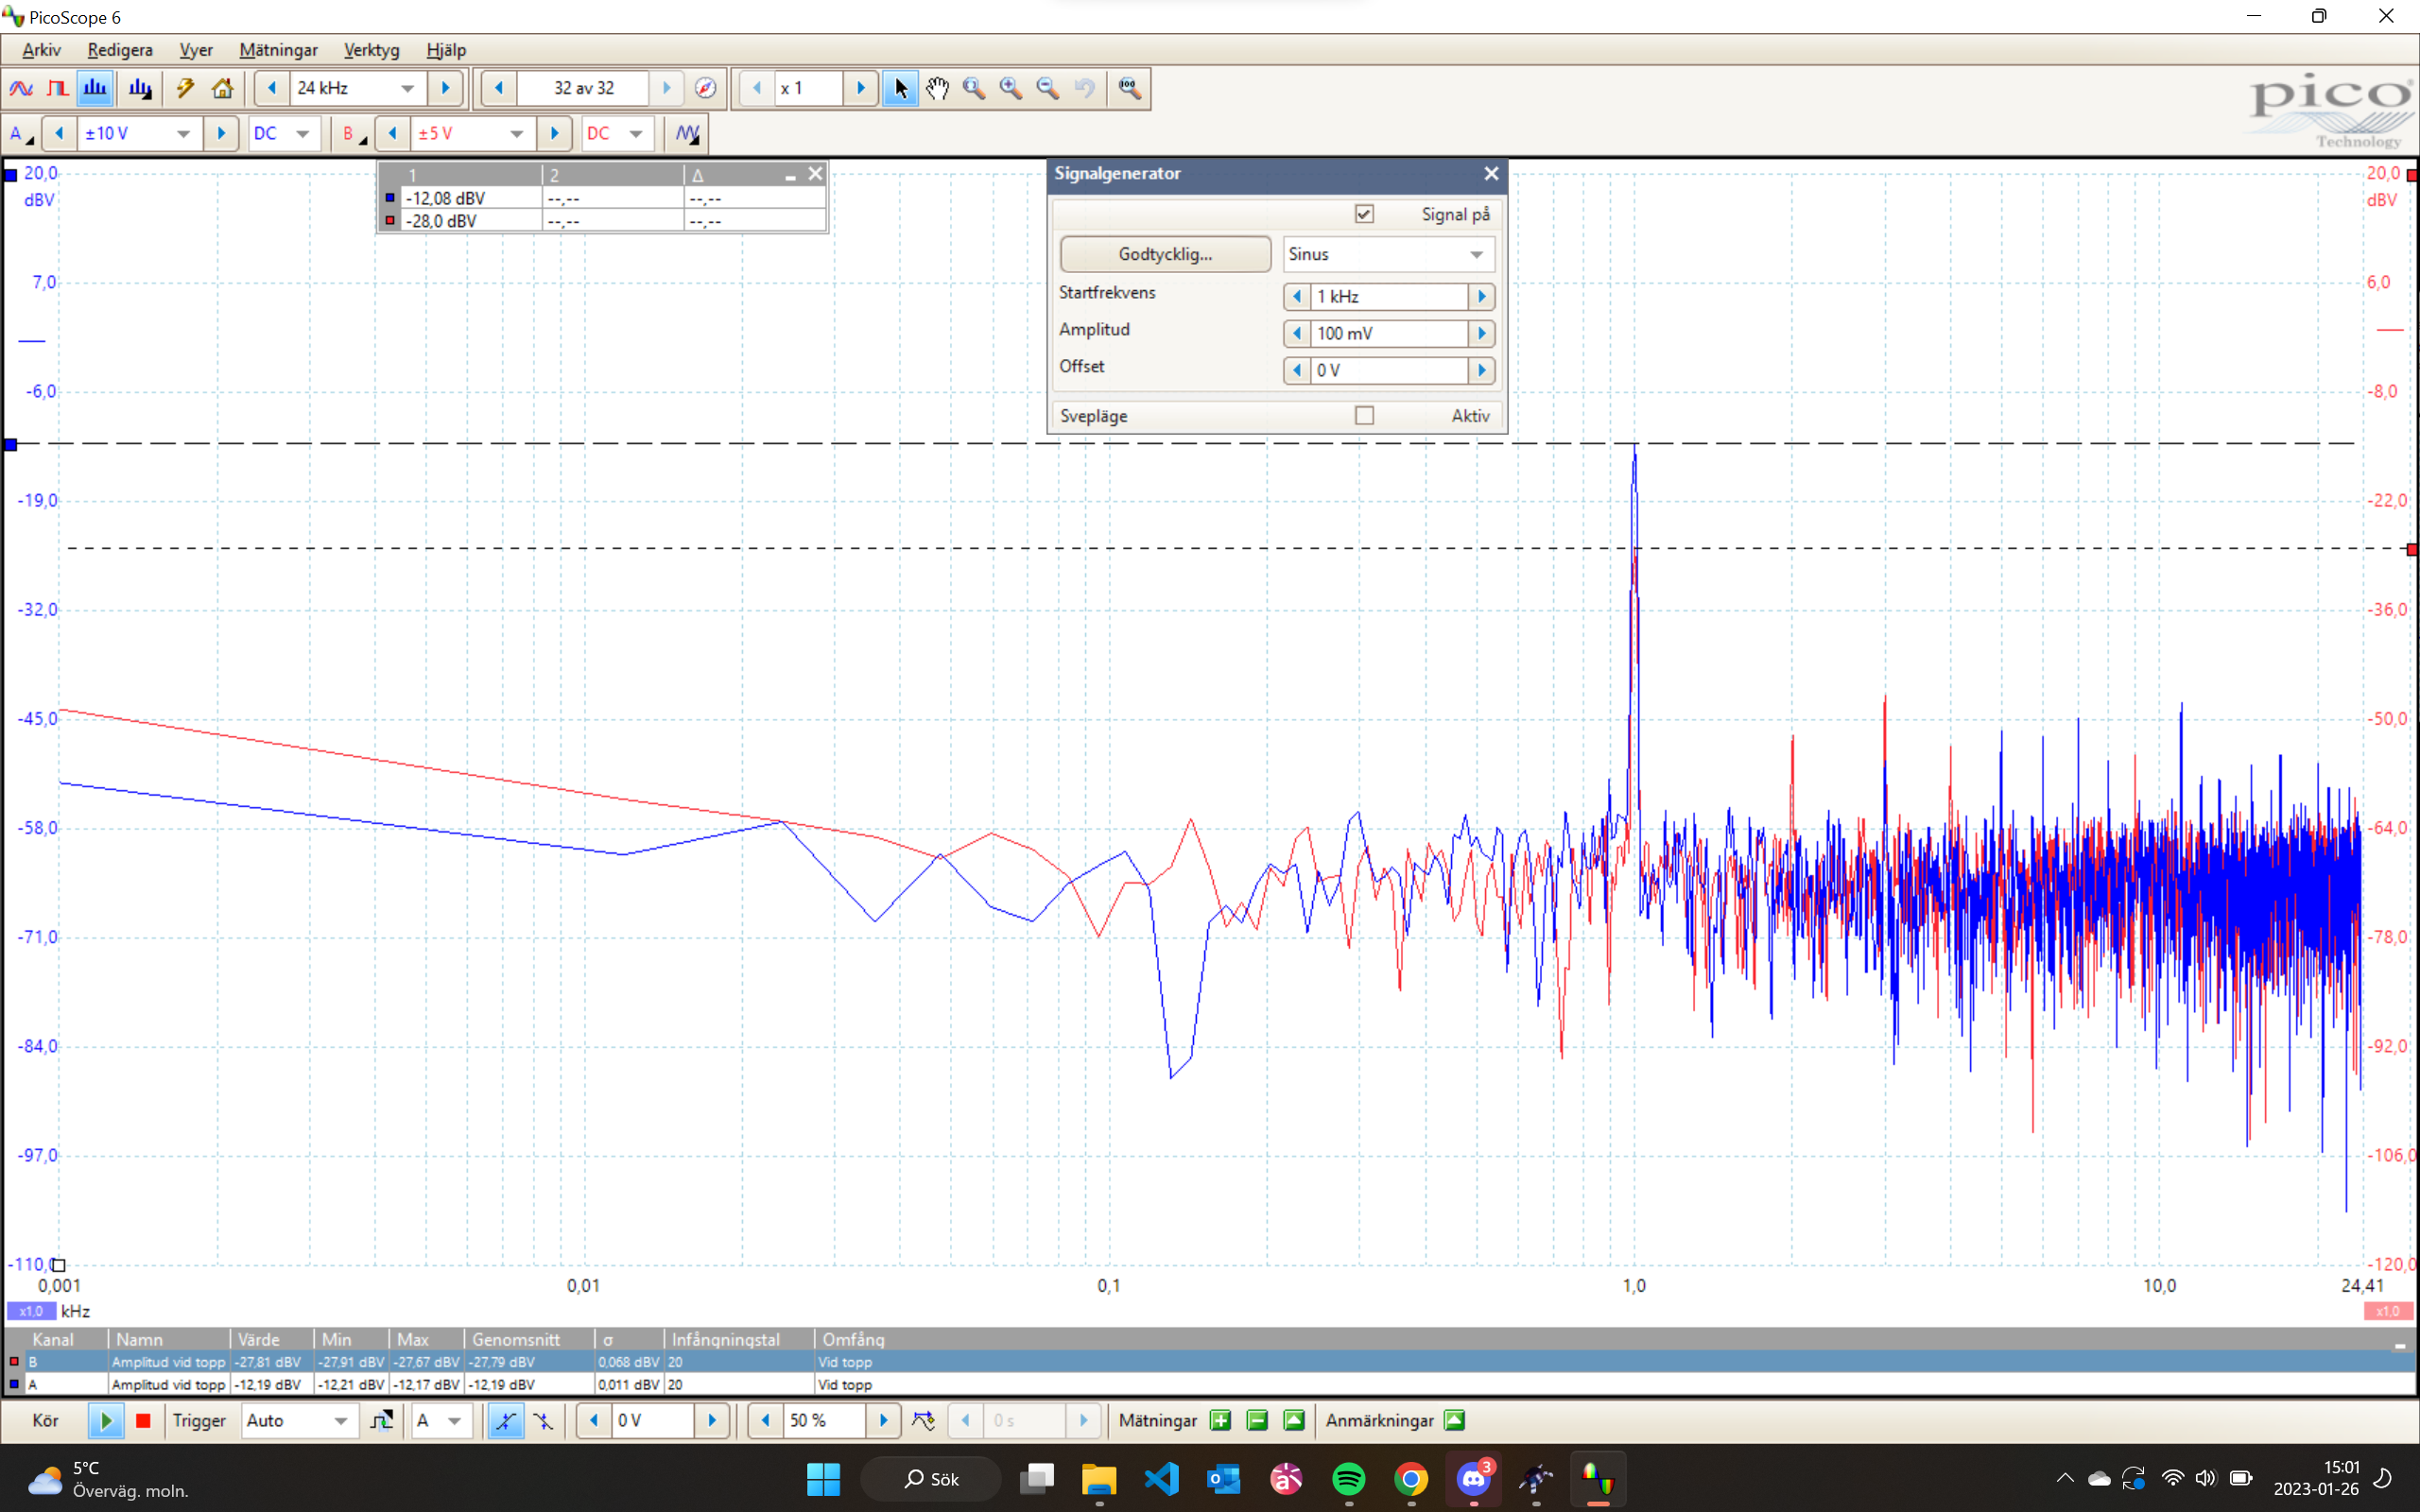 PicoScope 6
Arkiv Redigera Vyer Mätningar Verktyg Hjälp
24 kHz 32 av 32 x 1
pico
Technology
A ±10 V DC B ±5 V DC
1 2 Δ
-12,08 dBV --,-- --,--
-28,0 dBV --,-- --,--
Signalgenerator
Signal på
Godtycklig... Sinus
Startfrekvens 1 kHz
Amplitud 100 mV
Offset 0 V
Svepläge Aktiv
20,0 20,0
dBV dBV
7,0 6,0
-6,0 -8,0
-19,0 -22,0
-32,0 -36,0
-45,0 -50,0
-58,0 -64,0
-71,0 -78,0
-84,0 -92,0
-97,0 -106,0
-110,0 -120,0
0,001 0,01 0,1 1,0 10,0 24,41
x1,0 kHz x1,0
Kanal Namn Värde Min Max Genomsnitt σ Infångningstal Omfång
B Amplitud vid topp -27,81 dBV -27,91 dBV -27,67 dBV -27,79 dBV 0,068 dBV 20 Vid topp
A Amplitud vid topp -12,19 dBV -12,21 dBV -12,17 dBV -12,19 dBV 0,011 dBV 20 Vid topp
Kör Trigger Auto A 0 V 50 % 0 s Mätningar Anmärkningar
5°C
Överväg. moln.
Sök
3
15:01
2023-01-26